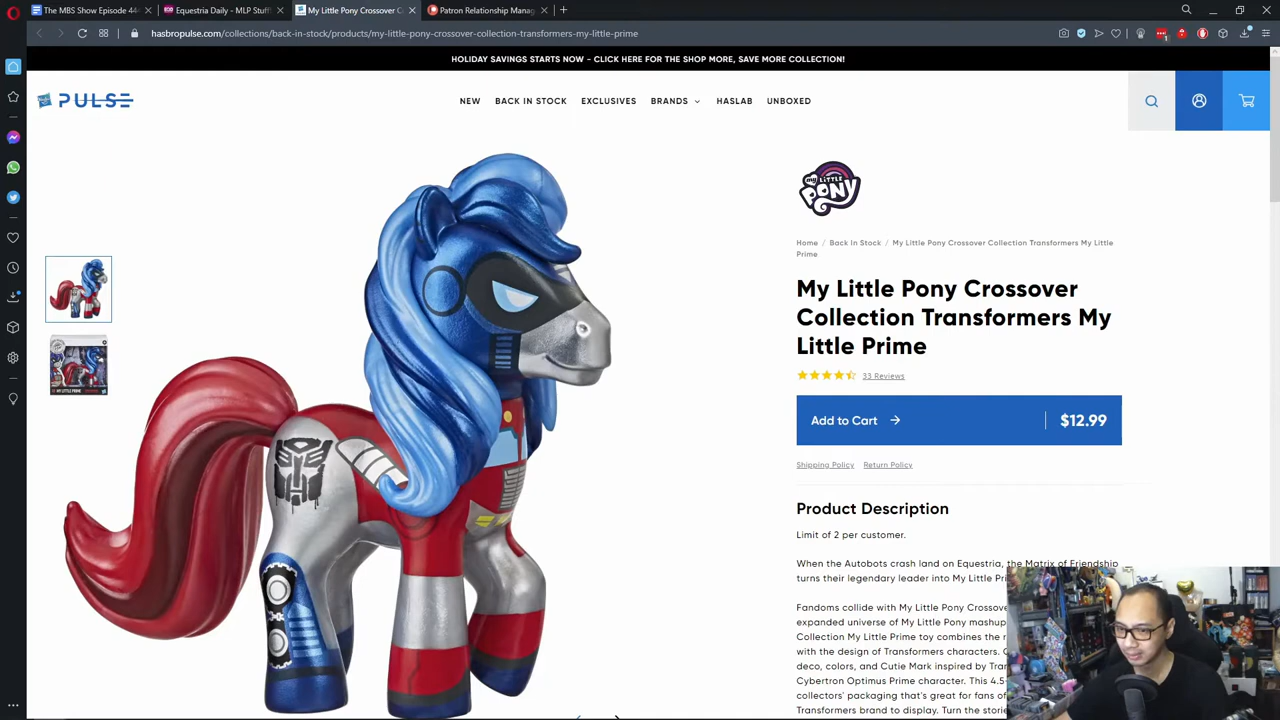 The MBS Episode 44
Equestria Daily - MLP Stuff
My Little Pony Crossover C
Patron Relationship Manag
hasbropulse.com/collections/back-in-stock/products/my-little-pony-crossover-collection-transformers-my-little-prime
HOLIDAY SAVINGS STARTS NOW - CLICK HERE FOR THE SHOP MORE, SAVE MORE COLLECTION!
PULSE
NEW BACK IN STOCK EXCLUSIVES BRANDS HASLAB UNBOXED
my LITTLE
PONY
Home / Back In Stock / My Little Pony Crossover Collection Transformers My Little
Prime
My Little Pony Crossover
Collection Transformers My
Little Prime
33 Reviews
Add to Cart → $12.99
Shipping Policy Return Policy
Product Description
Limit of 2 per customer.
When the Autobots crash land on Equestria, the Matrix of Friendship
turns their legendary leader into My Little Pri
Fandoms collide with My Little Pony Crossove
expanded universe of My Little Pony mashup
Collection My Little Prime toy combines the r
with the design of Transformers characters.
deco, colors, and Cutie Mark inspired by Tran
Cybertron Optimus Prime character. This 4.5-
collectors' packaging that's great for fans of
Transformers brand to display. Turn the storie